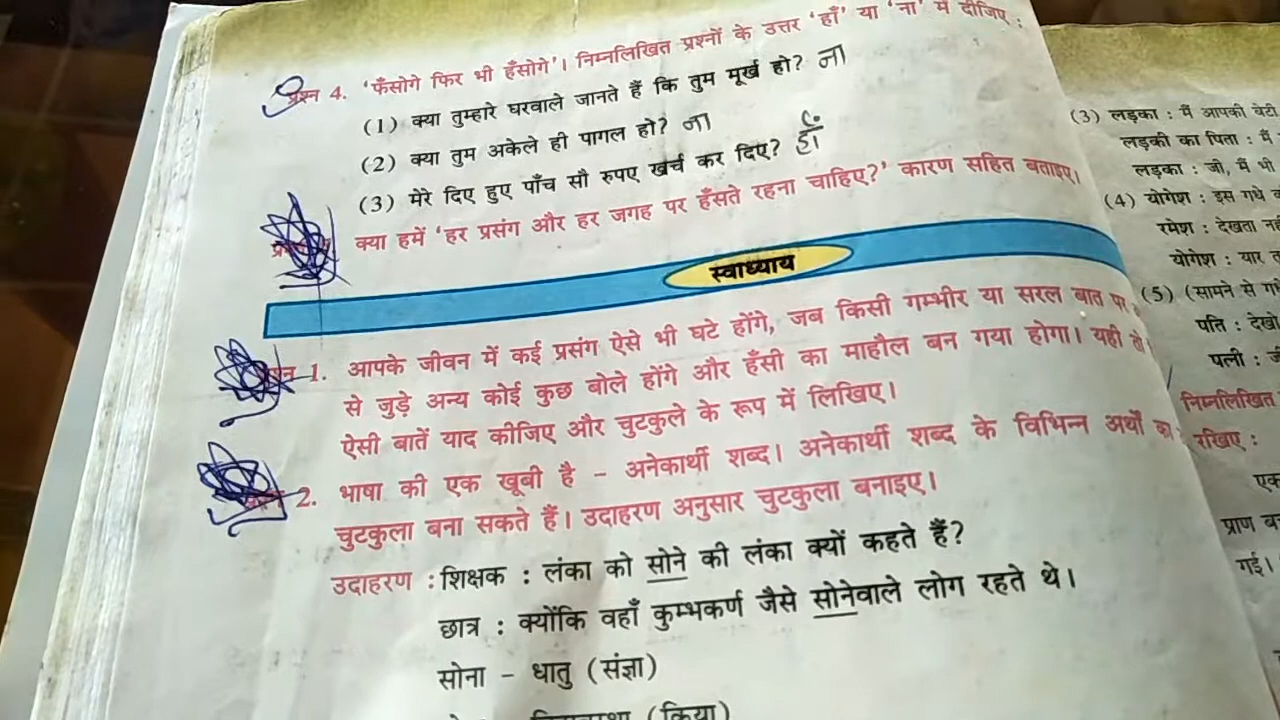 प्रश्न 4. 'फँसोगे फिर भी हँसोगे'। निम्नलिखित प्रश्नों के उत्तर 'हाँ' या 'ना' में दीजिए :
(1) क्या तुम्हारे घरवाले जानते हैं कि तुम मूर्ख हो? ना
(2) क्या तुम अकेले ही पागल हो? ना
(3) मेरे दिए हुए पाँच सौ रुपए खर्च कर दिए? हाँ
क्या हमें 'हर प्रसंग और हर जगह पर हँसते रहना चाहिए?' कारण सहित बताइए।
स्वाध्याय
1. आपके जीवन में कई प्रसंग ऐसे भी घटे होंगे, जब किसी गम्भीर या सरल बात पर
से जुड़े अन्य कोई कुछ बोले होंगे और हँसी का माहौल बन गया होगा। यही तो
ऐसी बातें याद कीजिए और चुटकुले के रूप में लिखिए।
2. भाषा की एक खूबी है - अनेकार्थी शब्द। अनेकार्थी शब्द के विभिन्न अर्थों का
चुटकुला बना सकते हैं। उदाहरण अनुसार चुटकुला बनाइए।
उदाहरण : शिक्षक : लंका को सोने की लंका क्यों कहते हैं?
छात्र : क्योंकि वहाँ कुम्भकर्ण जैसे सोनेवाले लोग रहते थे।
सोना - धातु (संज्ञा)
(क्रिया)
(3) लड़का : मैं आपकी बेटी
लड़की का पिता : मैं
लड़का : जी, मैं भी
(4) योगेश : इस गधे
रमेश : देखता
योगेश : यार
(5) (सामने से
पति : देखो
पत्नी :
निम्नलिखित
रखिए :
एक
प्राण
गई।